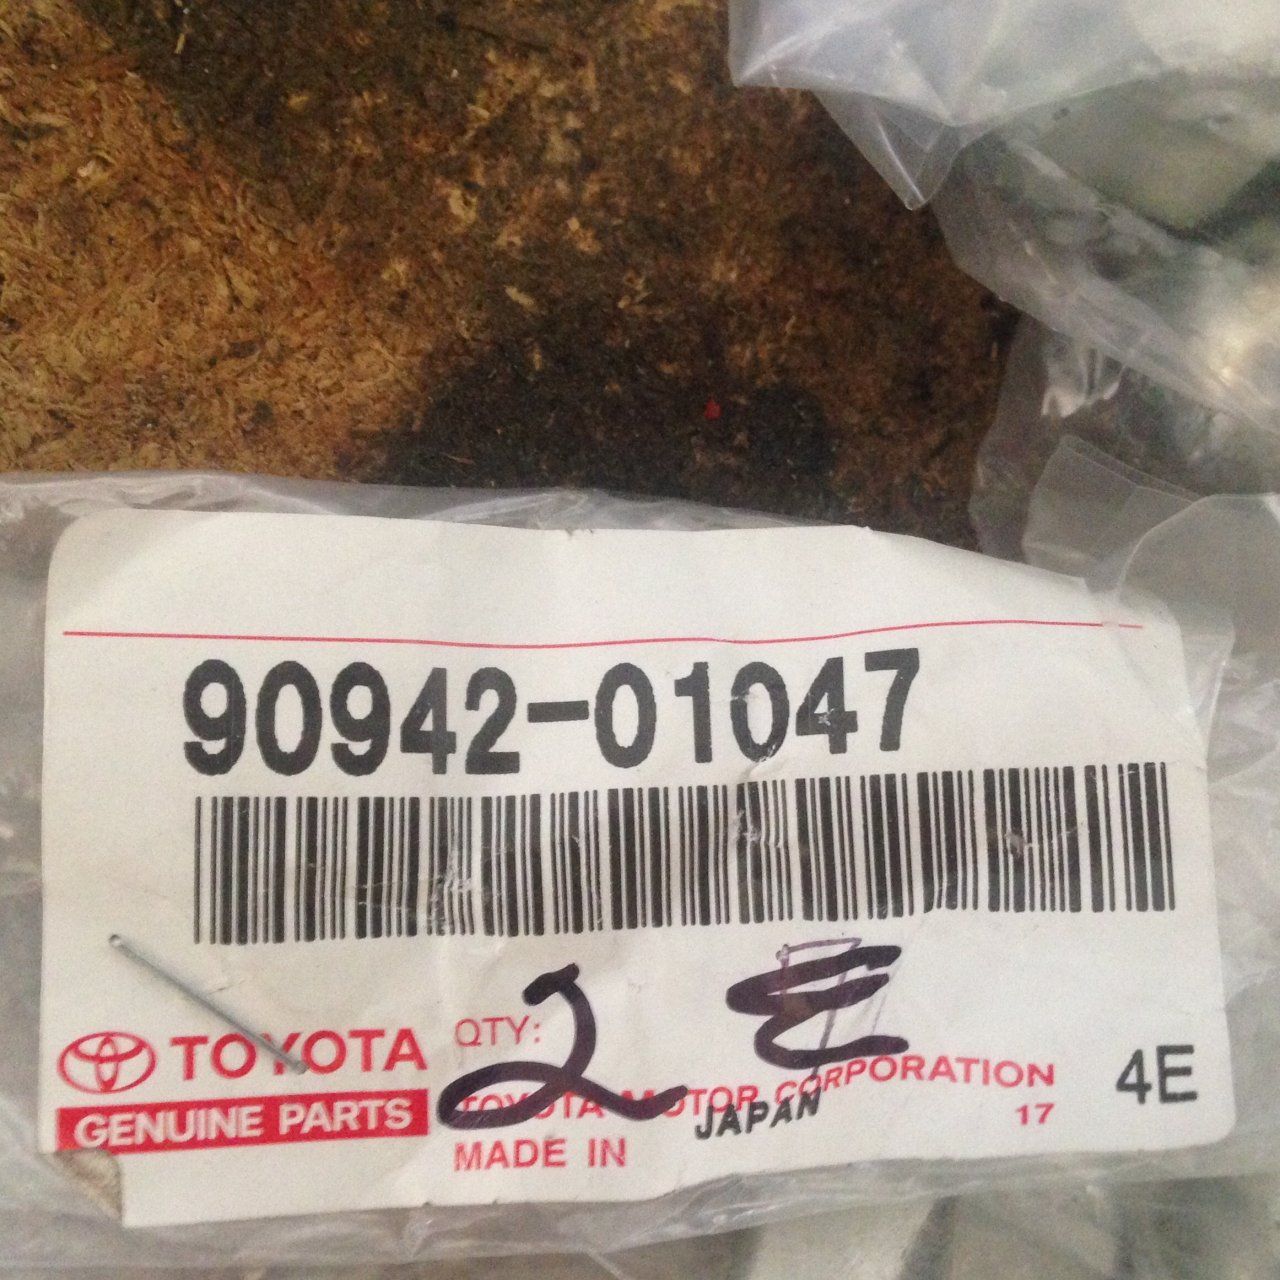 90942-01047
TOYOTA
GENUINE PARTS
QTY: 2
TOYOTA MOTOR CORPORATION
17
MADE IN JAPAN
4E